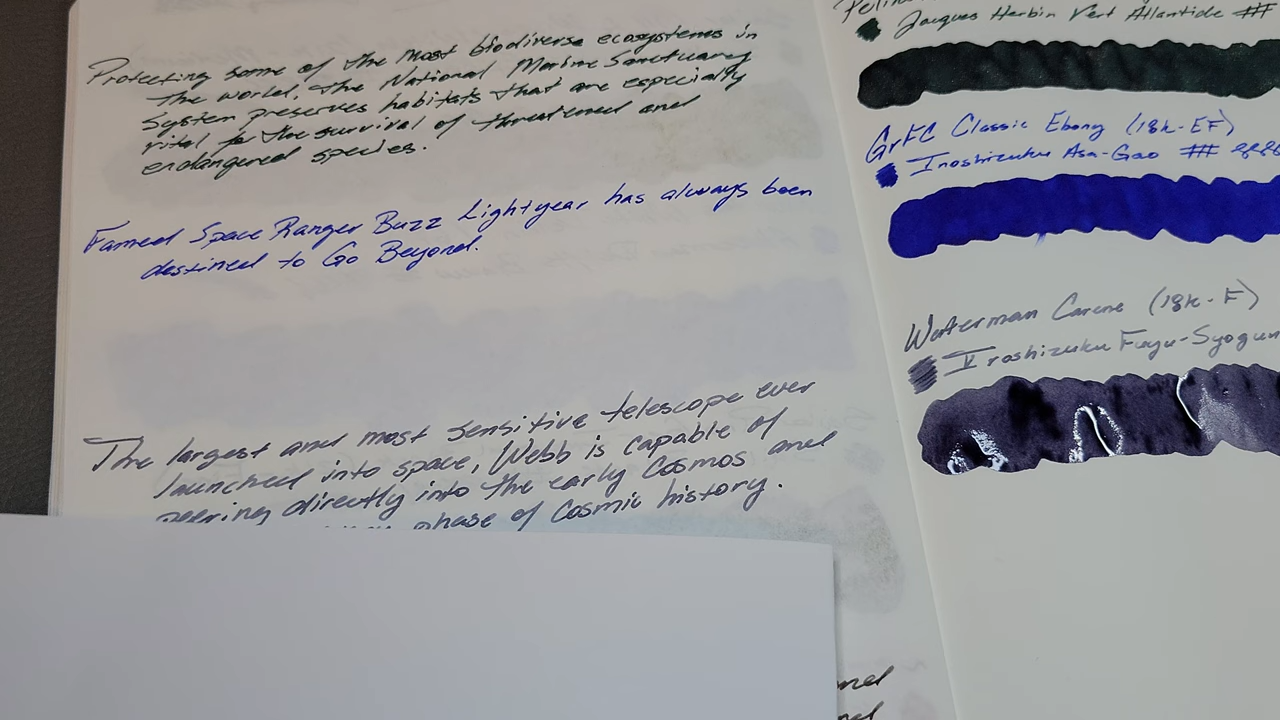 Protecting some of the most biodiverse ecosystems in
the world, the National Marine Sanctuary
System preserves habitats that are especially
vital to the survival of threatened and
endangered species.
Famed Space Ranger Buzz Lightyear has always been
destined to Go Beyond.
The largest and most sensitive telescope ever
launched into space, Webb is capable of
peering directly into the early Cosmos and
phase of Cosmic history.
Jacques Herbin Vert Atlantide ##
GrFC Classic Ebony (18k-EF)
Iroshizuku Asa-Gao ##
Waterman Carene (18k-F)
Iroshizuku Fuyu-Syogun